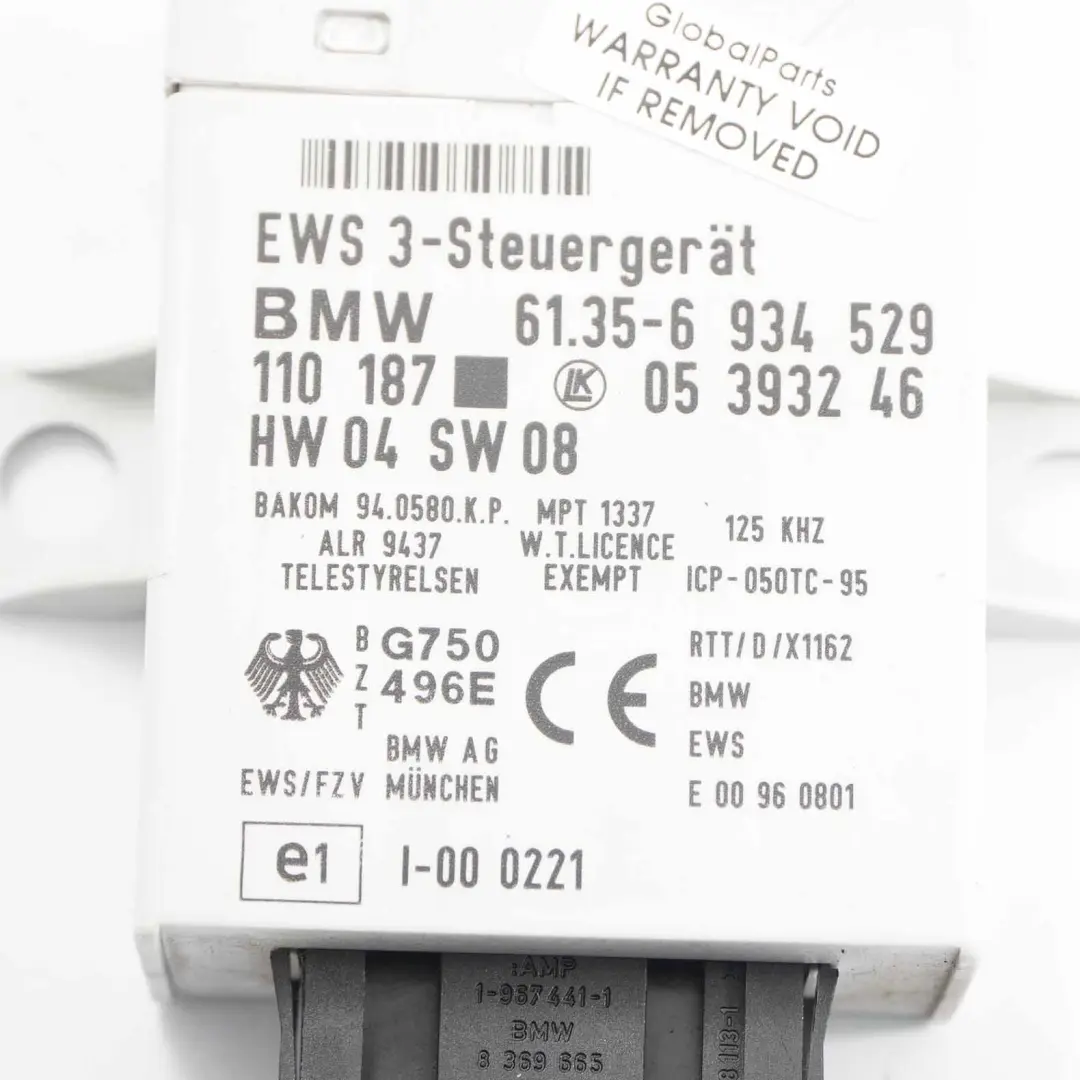 GlobalParts
WARRANTY VOID
IF REMOVED
EWS 3-Steuergerät
BMW 61.35-6 934 529
110 187 LK 05 3932 46
HW 04 SW 08
BAKOM 94.0580.K.P. MPT 1337 125 KHZ
ALR 9437 W.T.LICENCE
TELESTYRELSEN EXEMPT ICP-050TC-95
BZT G750 RTT/D/X1162
496E CE BMW
BMW AG EWS
EWS/FZV MÜNCHEN E 00 96 0801
e1 I-00 0221
:AMP
1-967441-1
BMW
8 369 665